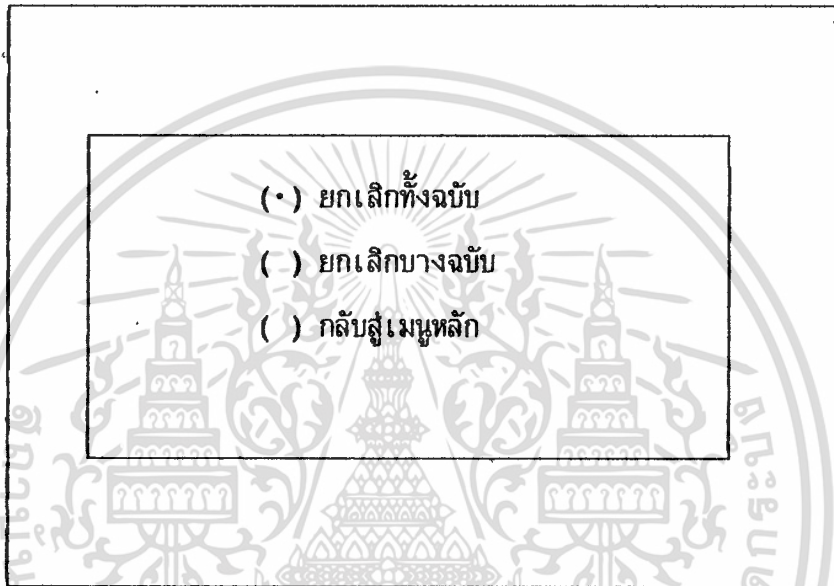 (·) ยกเลิกทั้งฉบับ
( ) ยกเลิกบางฉบับ
( ) กลับสู่เมนูหลัก